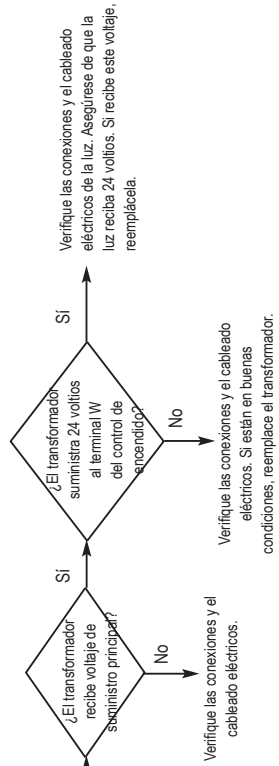 ¿El transformador
recibe voltaje de
suministro principal?
Sí
No
Verifique las conexiones y el
cableado eléctricos.
¿El transformador
suministra 24 voltios
al terminal W
del control de
encendido?
Sí
No
Verifique las conexiones y el cableado
eléctricos. Si están en buenas
condiciones, reemplace el transformador.
Verifique las conexiones y el cableado
eléctricos de la luz. Asegúrese de que la
luz reciba 24 voltios. Si recibe este voltaje,
reemplácela.